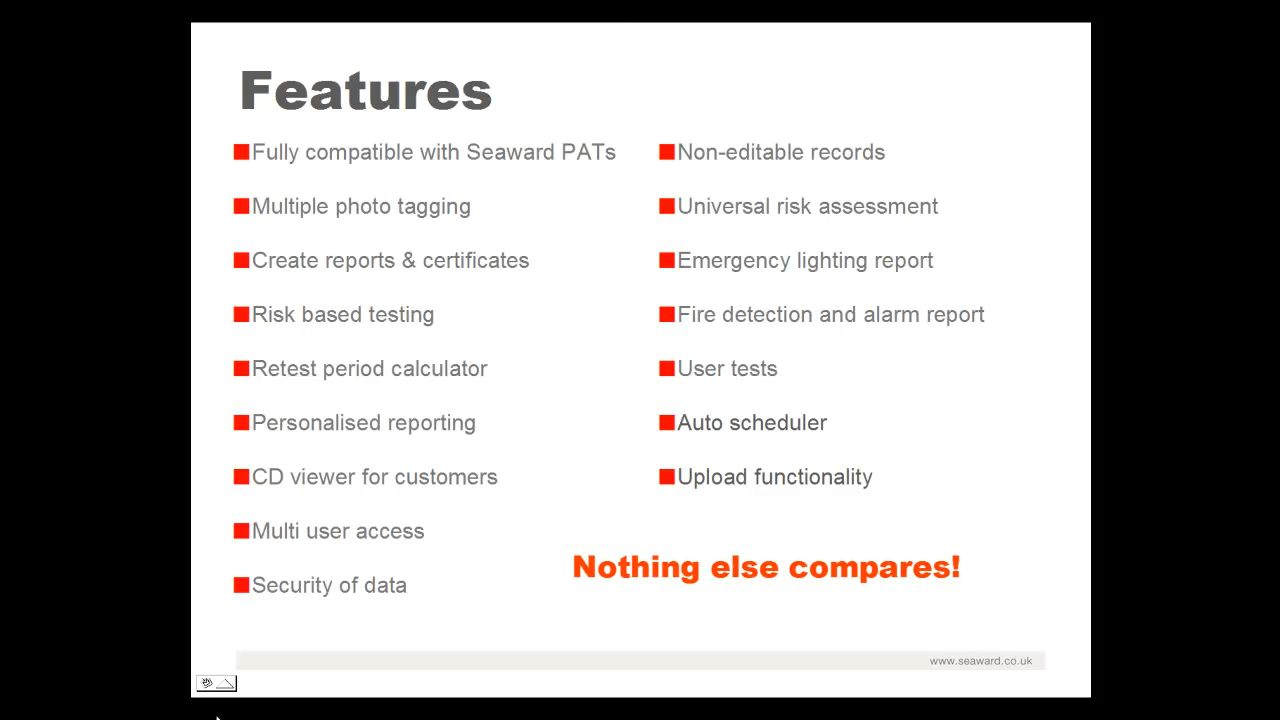 Features
Fully compatible with Seaward PATs
Multiple photo tagging
Create reports & certificates
Risk based testing
Retest period calculator
Personalised reporting
CD viewer for customers
Multi user access
Security of data
Non-editable records
Universal risk assessment
Emergency lighting report
Fire detection and alarm report
User tests
Auto scheduler
Upload functionality
Nothing else compares!
www.seaward.co.uk